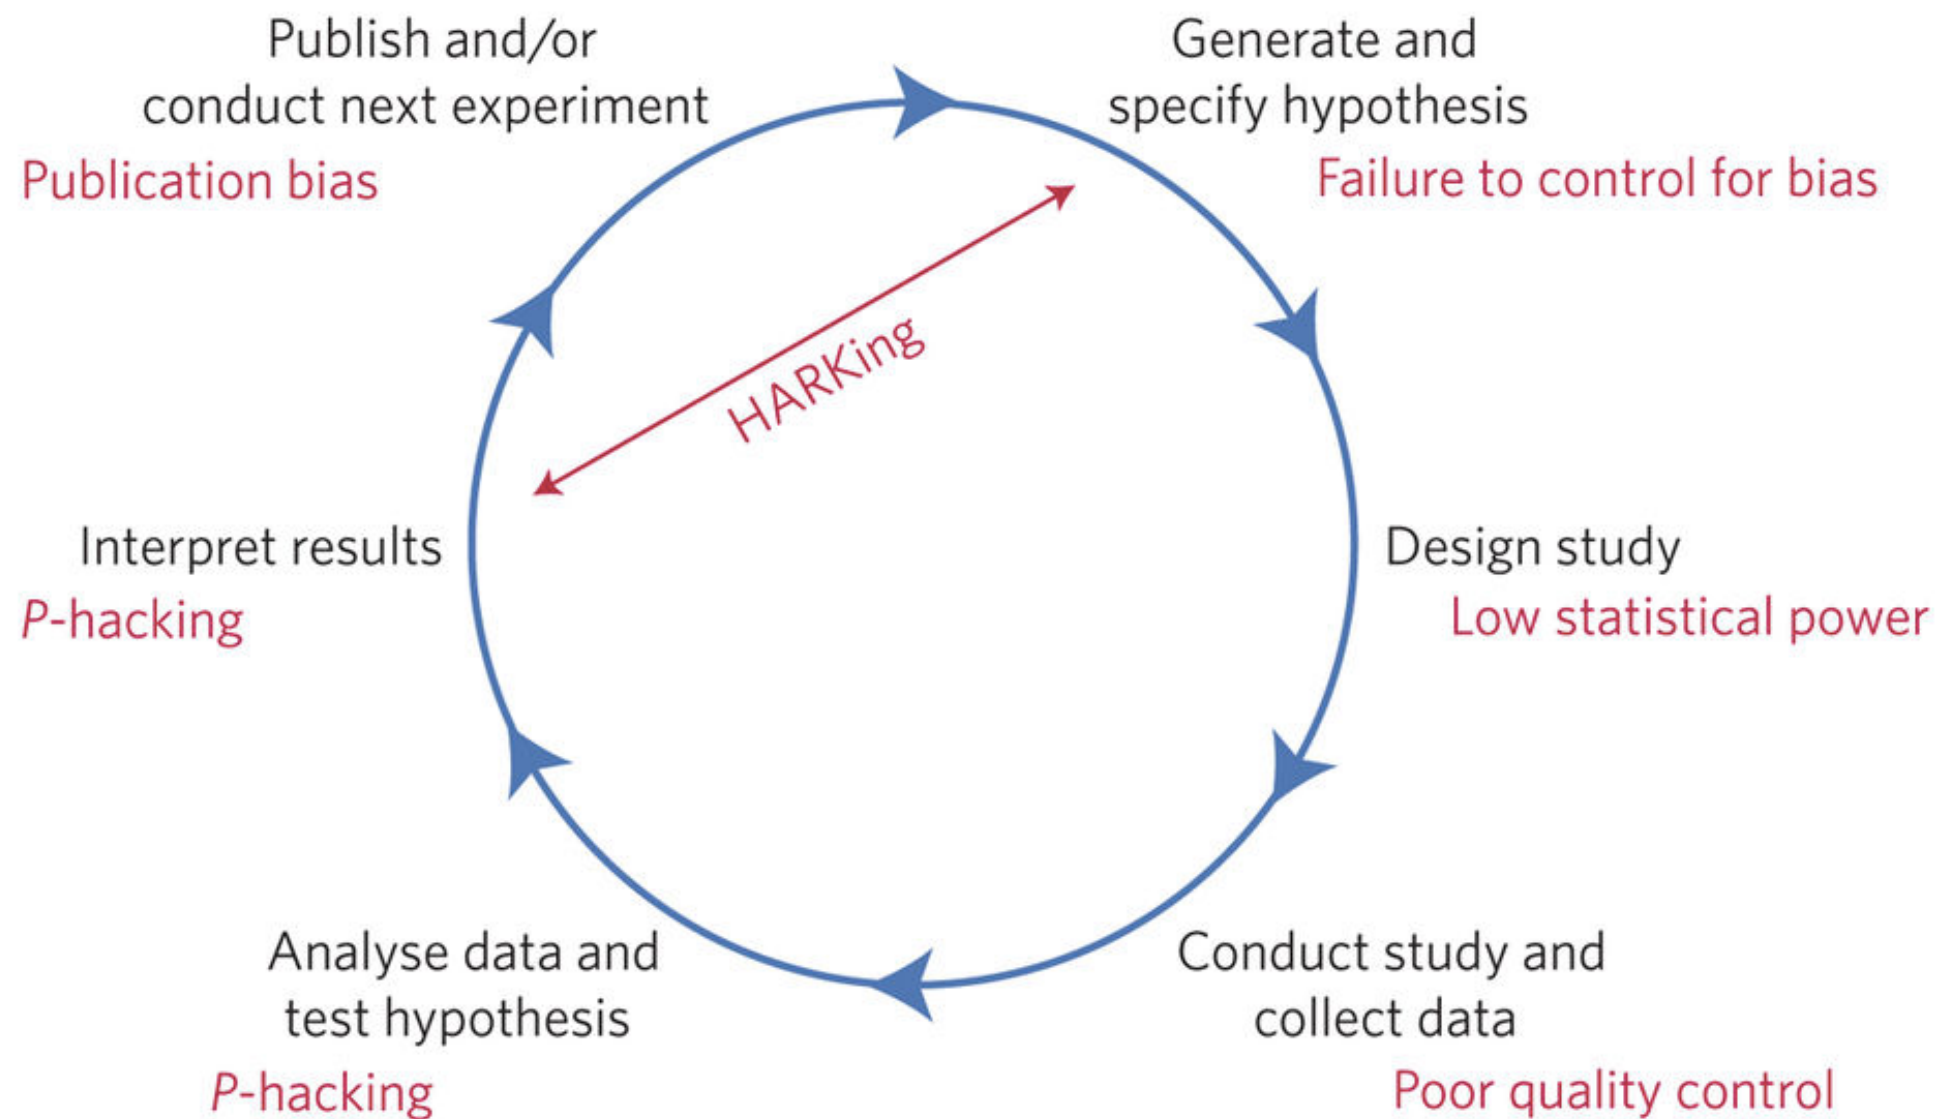 Publish and/or
conduct next experiment
Publication bias
Generate and
specify hypothesis
Failure to control for bias
HARKing
Interpret results
P-hacking
Design study
Low statistical power
Analyse data and
test hypothesis
P-hacking
Conduct study and
collect data
Poor quality control